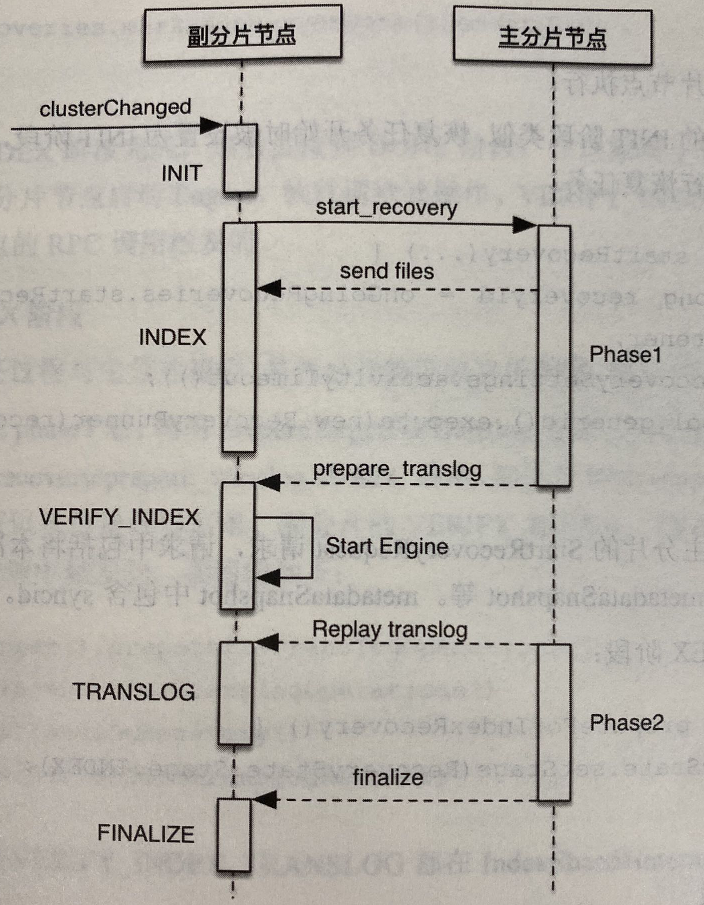 副分片节点
主分片节点
clusterChanged
INIT
start_recovery
send files
INDEX
Phase1
prepare_translog
VERIFY_INDEX
Start Engine
Replay translog
TRANSLOG
Phase2
finalize
FINALIZE